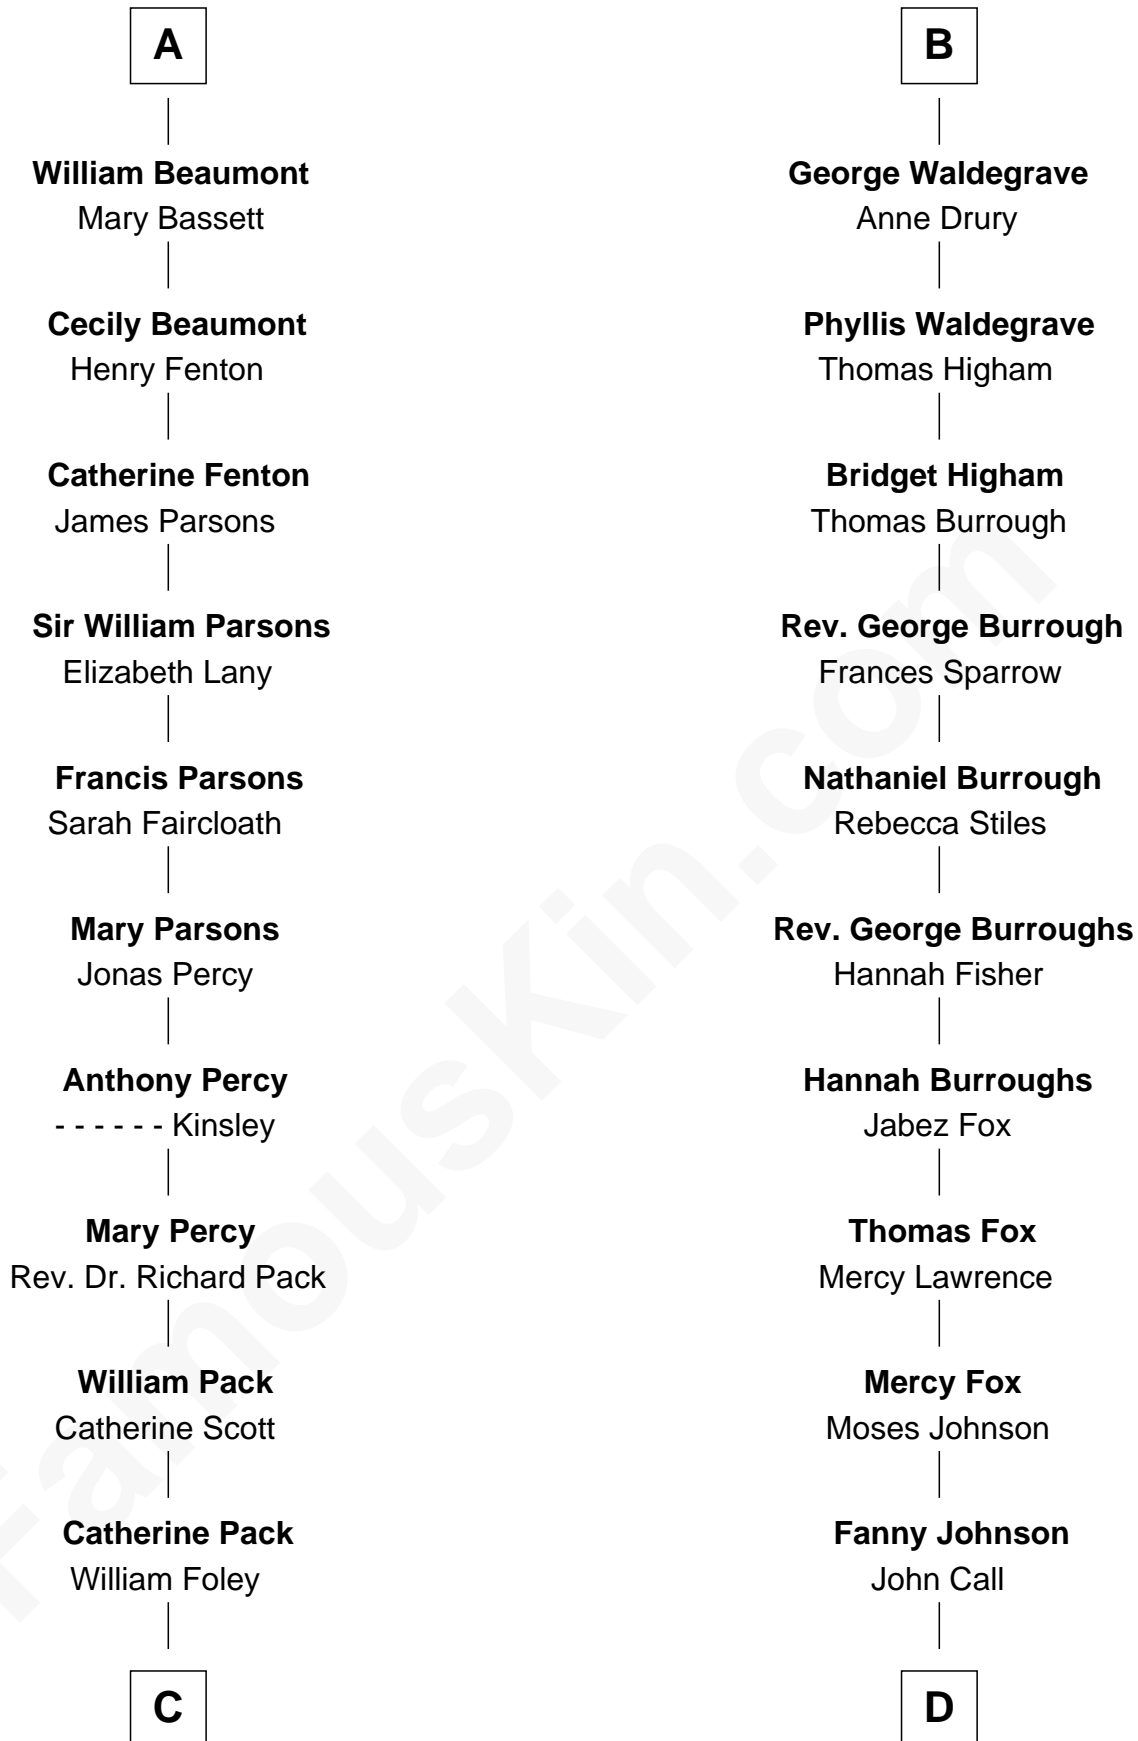 A
William Beaumont
Mary Bassett
Cecily Beaumont
Henry Fenton
Catherine Fenton
James Parsons
Sir William Parsons
Elizabeth Lany
Francis Parsons
Sarah Faircloath
Mary Parsons
Jonas Percy
Anthony Percy
- - - - - - Kinsley
Mary Percy
Rev. Dr. Richard Pack
William Pack
Catherine Scott
Catherine Pack
William Foley
C
B
George Waldegrave
Anne Drury
Phyllis Waldegrave
Thomas Higham
Bridget Higham
Thomas Burrough
Rev. George Burrough
Frances Sparrow
Nathaniel Burrough
Rebecca Stiles
Rev. George Burroughs
Hannah Fisher
Hannah Burroughs
Jabez Fox
Thomas Fox
Mercy Lawrence
Mercy Fox
Moses Johnson
Fanny Johnson
John Call
D
FamousKin.com